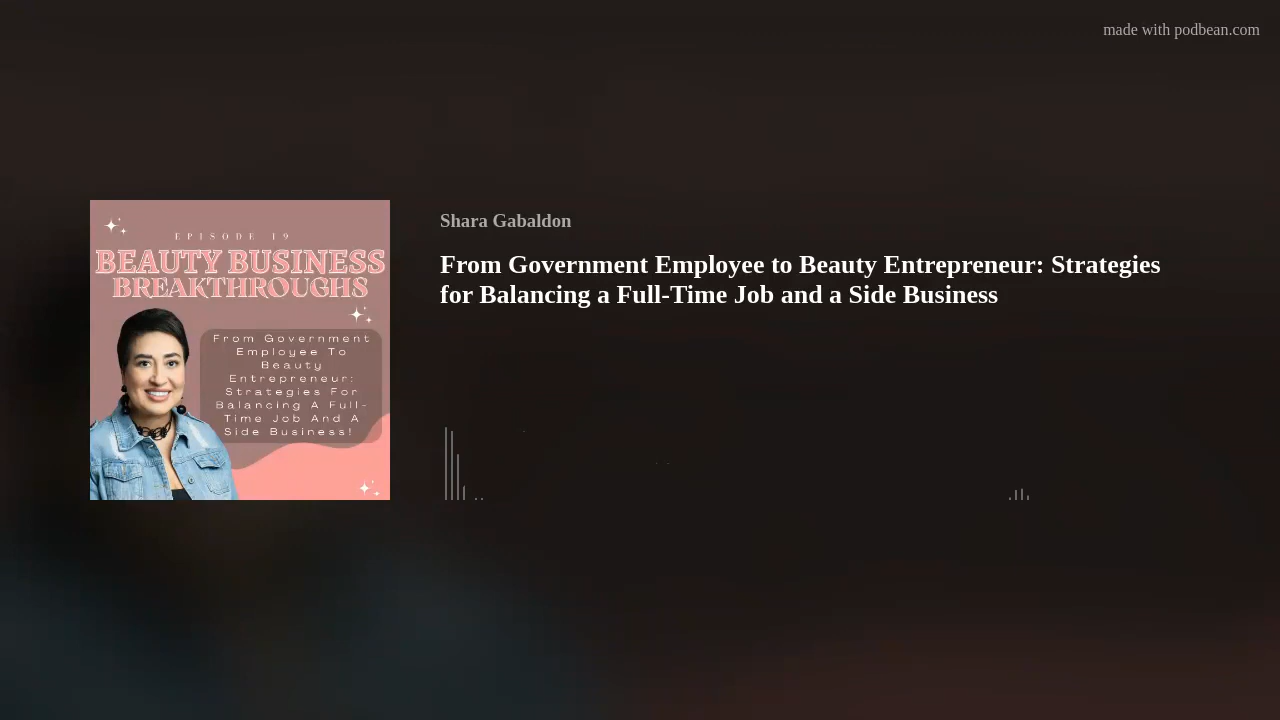 made with podbean.com
EPISODE 19
BEAUTY BUSINESS
BREAKTHROUGHS
From Government
Employee To
Beauty
Entrepreneur:
Strategies For
Balancing A Full-
Time Job And A
Side Business!
Shara Gabaldon
From Government Employee to Beauty Entrepreneur: Strategies
for Balancing a Full-Time Job and a Side Business